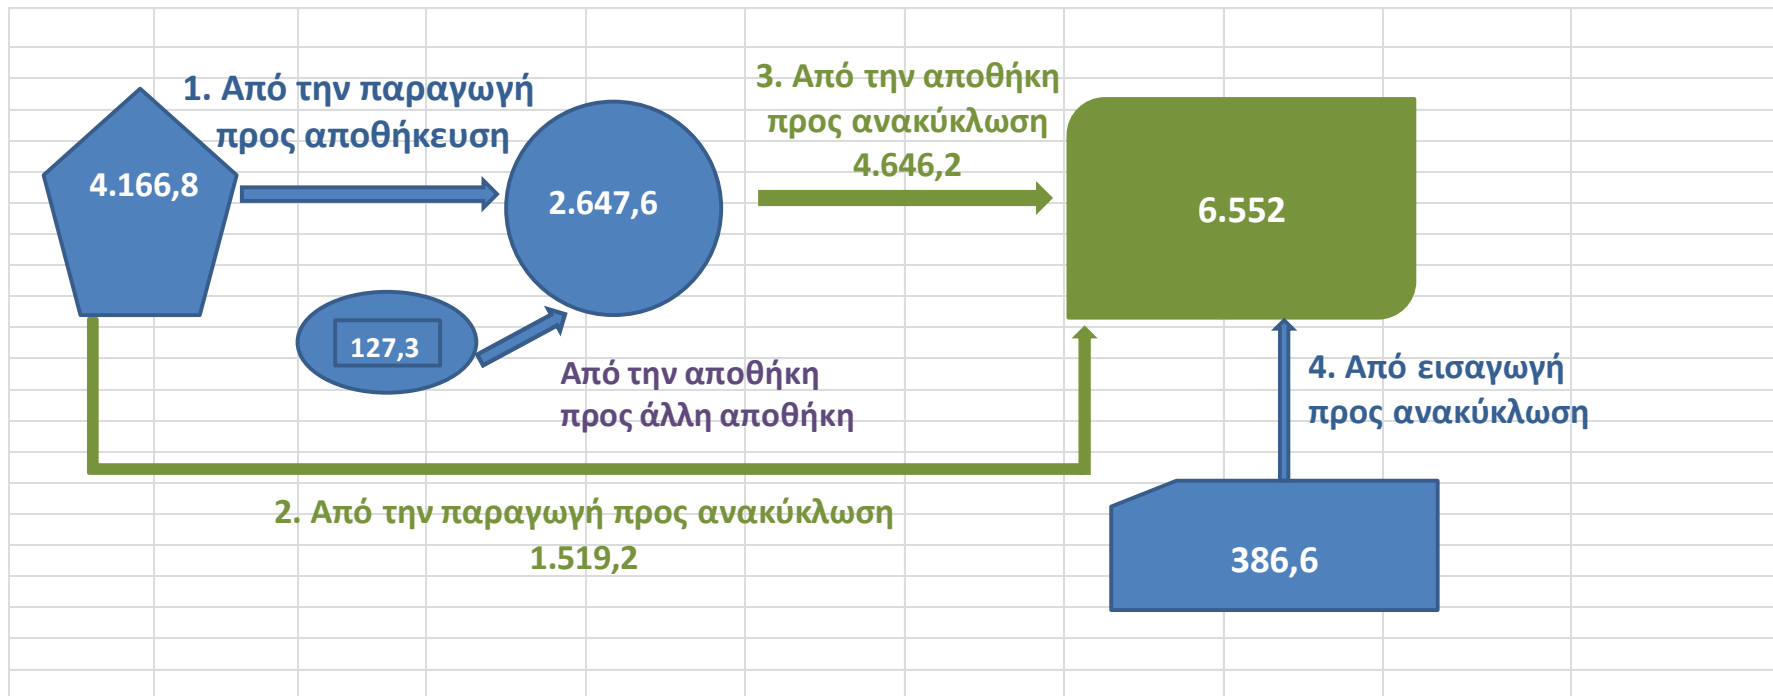 1. Από την παραγωγή
προς αποθήκευση
3. Από την αποθήκη
προς ανακύκλωση
4.646,2
4.166,8
2.647,6
6.552
127,3
Από την αποθήκη
προς άλλη αποθήκη
4. Από εισαγωγή
προς ανακύκλωση
2. Από την παραγωγή προς ανακύκλωση
1.519,2
386,6